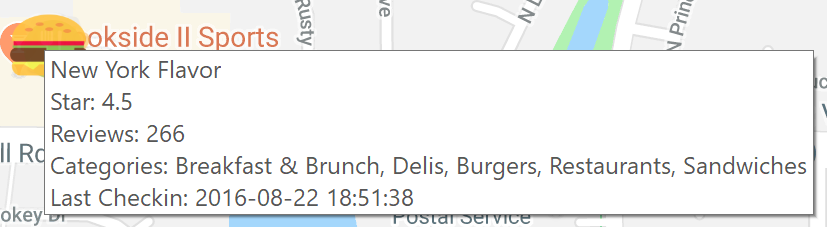 Rusty
N
N Prin
okside II Sports
New York Flavor
Star: 4.5
Reviews: 266
Categories: Breakfast & Brunch, Delis, Burgers, Restaurants, Sandwiches
Last Checkin: 2016-08-22 18:51:38
ll
okey Dr
Postal Service